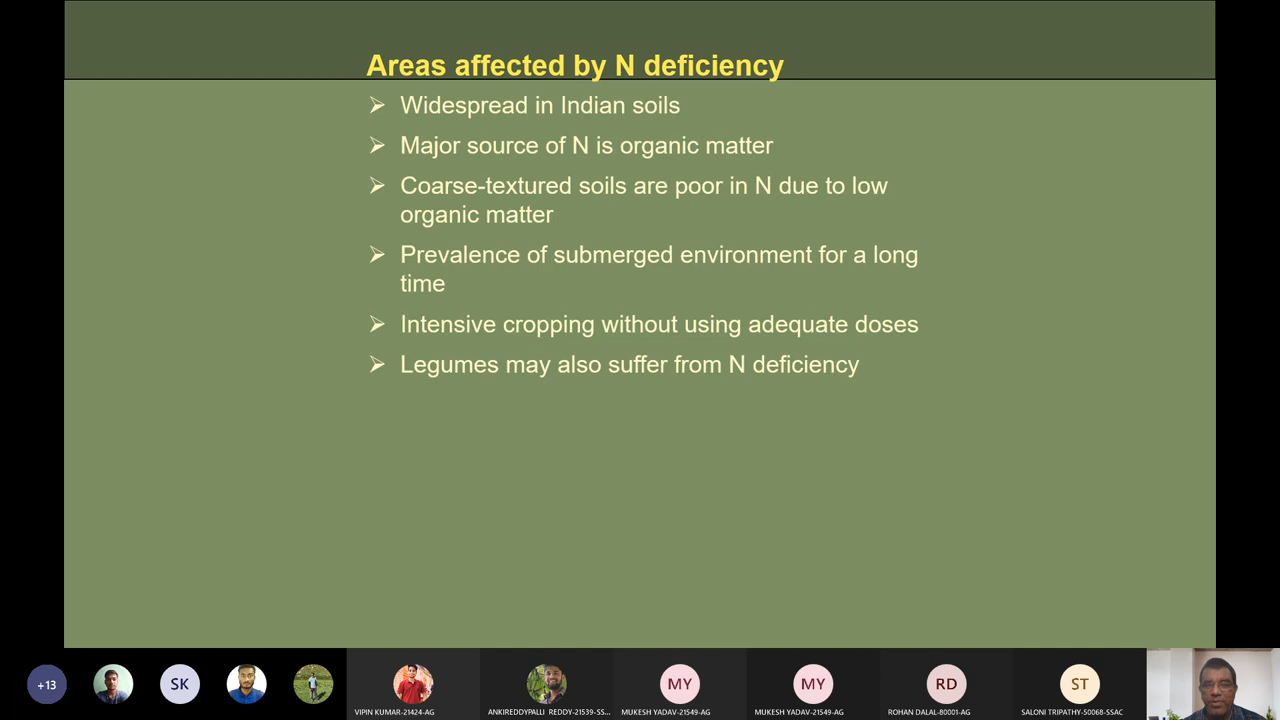 Areas affected by N deficiency
Widespread in Indian soils
Major source of N is organic matter
Coarse-textured soils are poor in N due to low
organic matter
Prevalence of submerged environment for a long
time
Intensive cropping without using adequate doses
Legumes may also suffer from N deficiency
+13
SK
MY
MY
RD
ST
VIPIN KUMAR-21424-AG
ANKIREDDYPALLI REDDY-21539-SS...
MUKESH YADAV-21549-AG
MUKESH YADAV-21549-AG
ROHAN DALAL-80001-AG
SALONI TRIPATHY-50068-SSAC